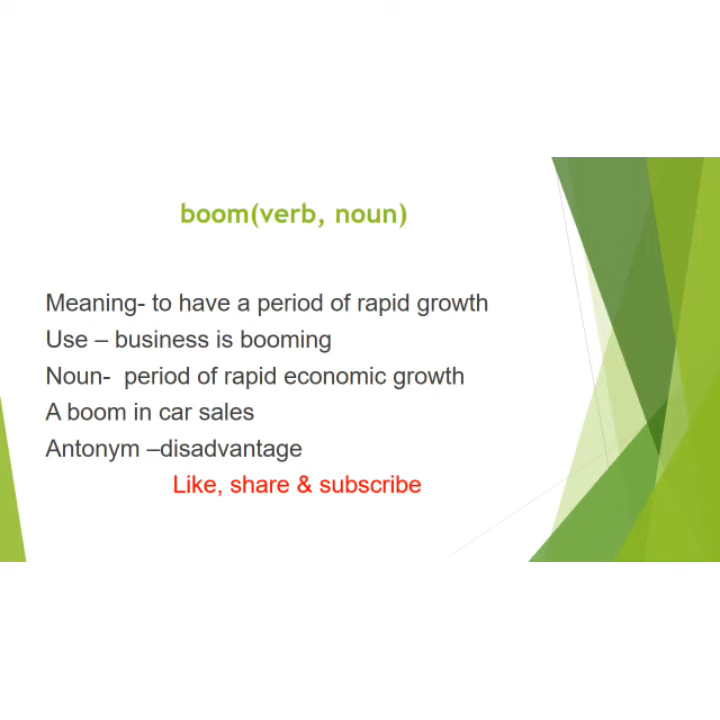 boom(verb, noun)
Meaning- to have a period of rapid growth
Use – business is booming
Noun-  period of rapid economic growth
A boom in car sales
Antonym –disadvantage
Like, share & subscribe